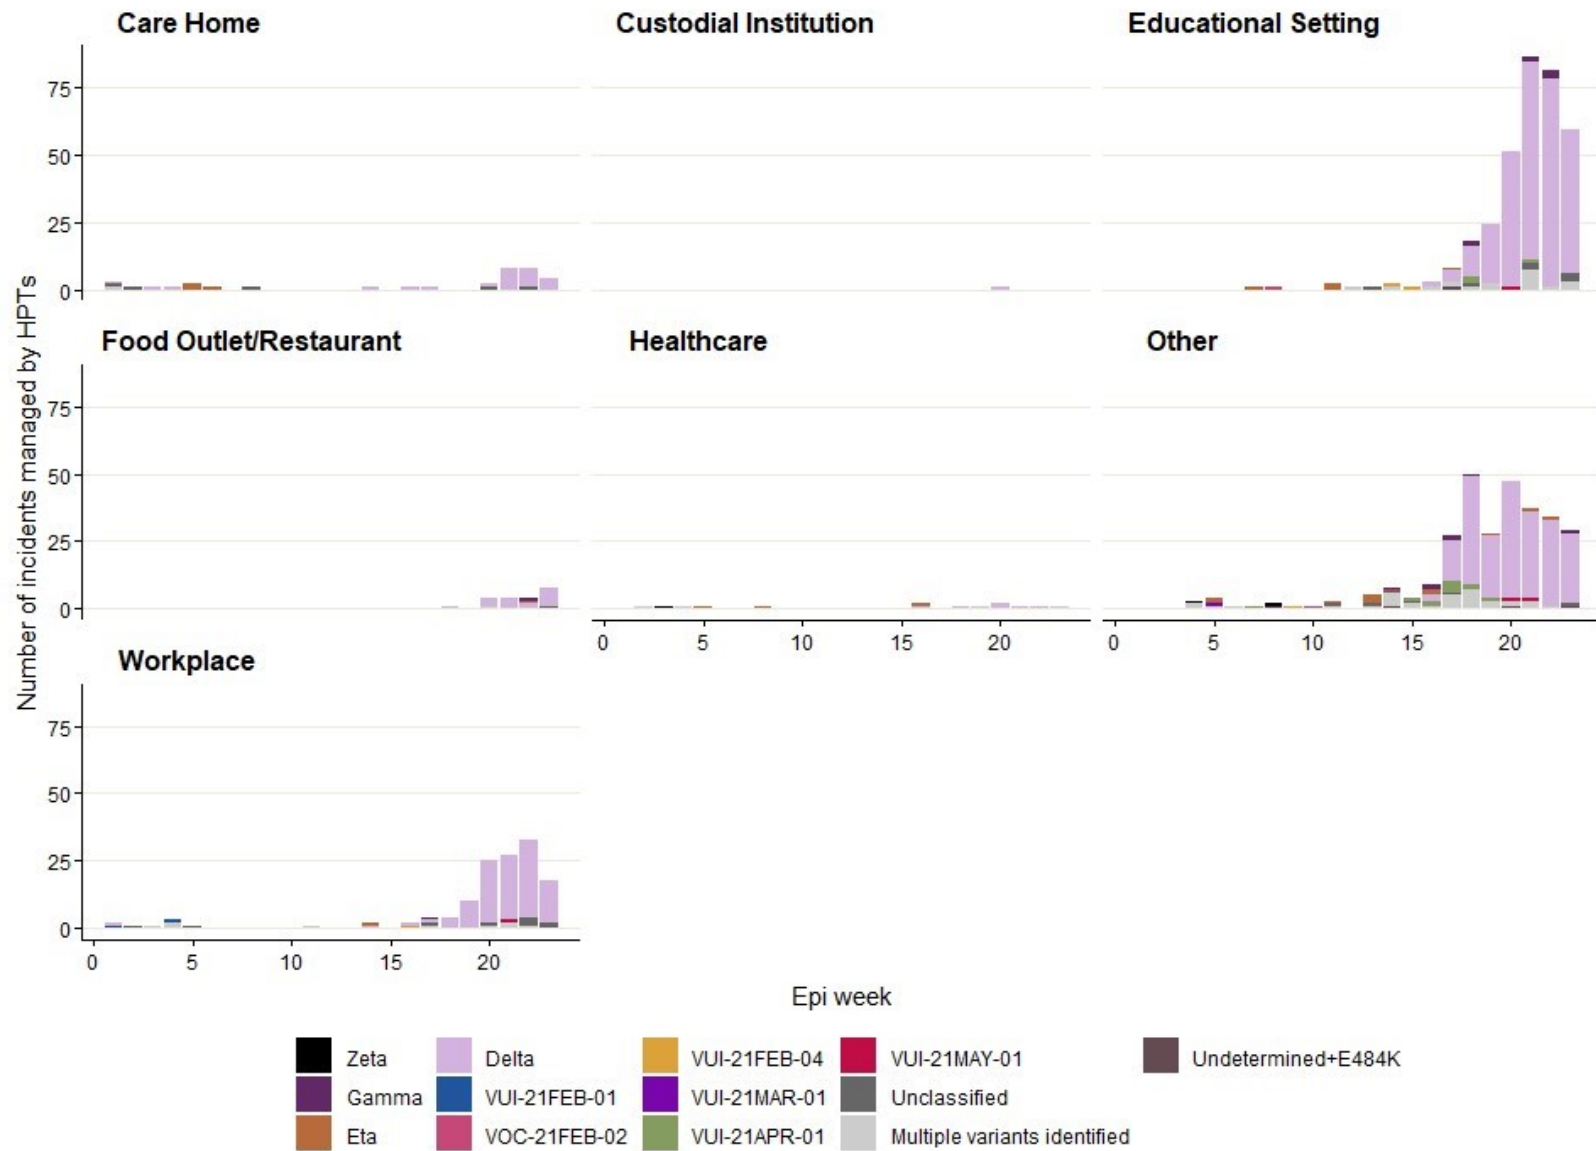 Care Home
Custodial Institution
Educational Setting
75
50
25
0
Food Outlet/Restaurant
Healthcare
Other
75
50
25
0
0 5 10 15 20
0 5 10 15 20
Workplace
75
50
25
0
0 5 10 15 20
Number of incidents managed by HPTs
Epi week
Zeta
Delta
VUI-21FEB-04
VUI-21MAY-01
Undetermined+E484K
Gamma
VUI-21FEB-01
VUI-21MAR-01
Unclassified
Eta
VOC-21FEB-02
VUI-21APR-01
Multiple variants identified